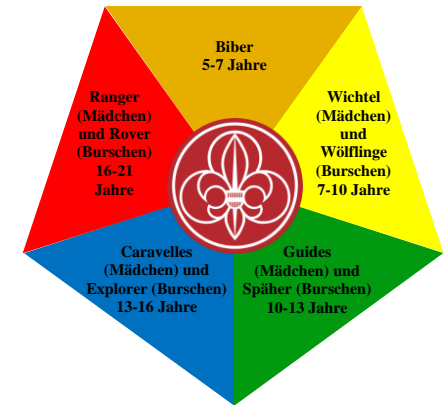 Biber
5-7 Jahre
Wichtel
(Mädchen)
und
Wölflinge
(Burschen)
7-10 Jahre
Guides
(Mädchen) und
Späher (Burschen)
10-13 Jahre
Caravelles
(Mädchen) und
Explorer (Burschen)
13-16 Jahre
Ranger
(Mädchen)
und Rover
(Burschen)
16-21
Jahre